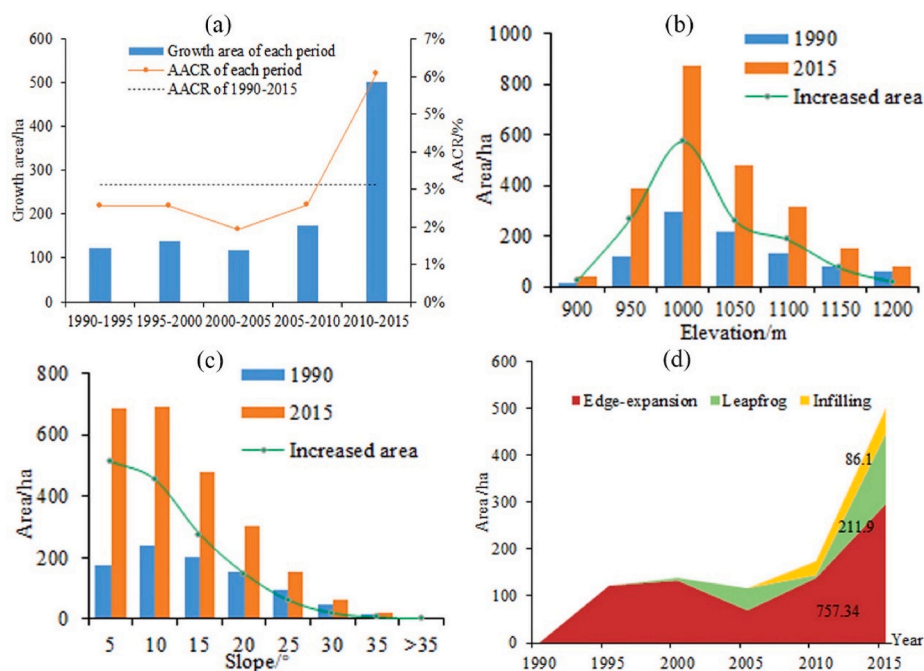 (a)
600
500
400
300
200
100
0
Growth area/ha
Growth area of each period
AACR of each period
AACR of 1990-2015
7%
6%
5%
4%
3%
2%
1%
0%
AACR/%
1990-1995 1995-2000 2000-2005 2005-2010 2010-2015
(b)
1000
800
600
400
200
0
Area/ha
1990
2015
Increased area
900 950 1000 1050 1100 1150 1200
Elevation/m
(c)
800
600
400
200
0
Area/ha
1990
2015
Increased area
5 10 15 20 25 30 35 >35
Slope/°
(d)
600
500
400
300
200
100
0
Area/ha
Edge-expansion Leapfrog Infilling
86.1
211.9
757.34
Year
1990 1995 2000 2005 2010 2015